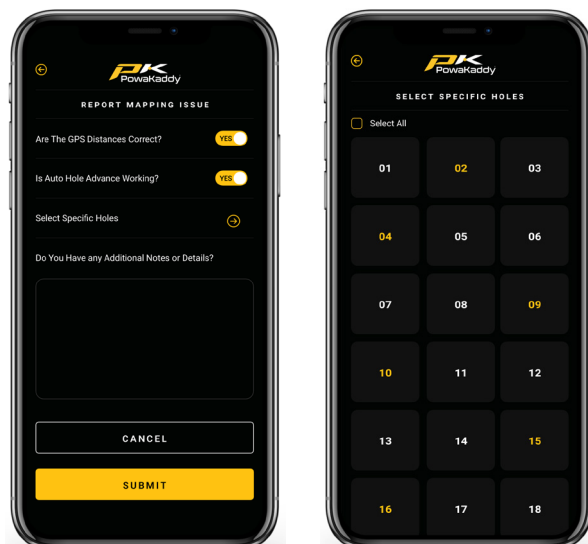 PK
PowaKaddy
REPORT MAPPING ISSUE
Are The GPS Distances Correct?
YES
Is Auto Hole Advance Working?
YES
Select Specific Holes
Do You Have any Additional Notes or Details?
CANCEL
SUBMIT
PK
PowaKaddy
SELECT SPECIFIC HOLES
Select All
01 02 03
04 05 06
07 08 09
10 11 12
13 14 15
16 17 18